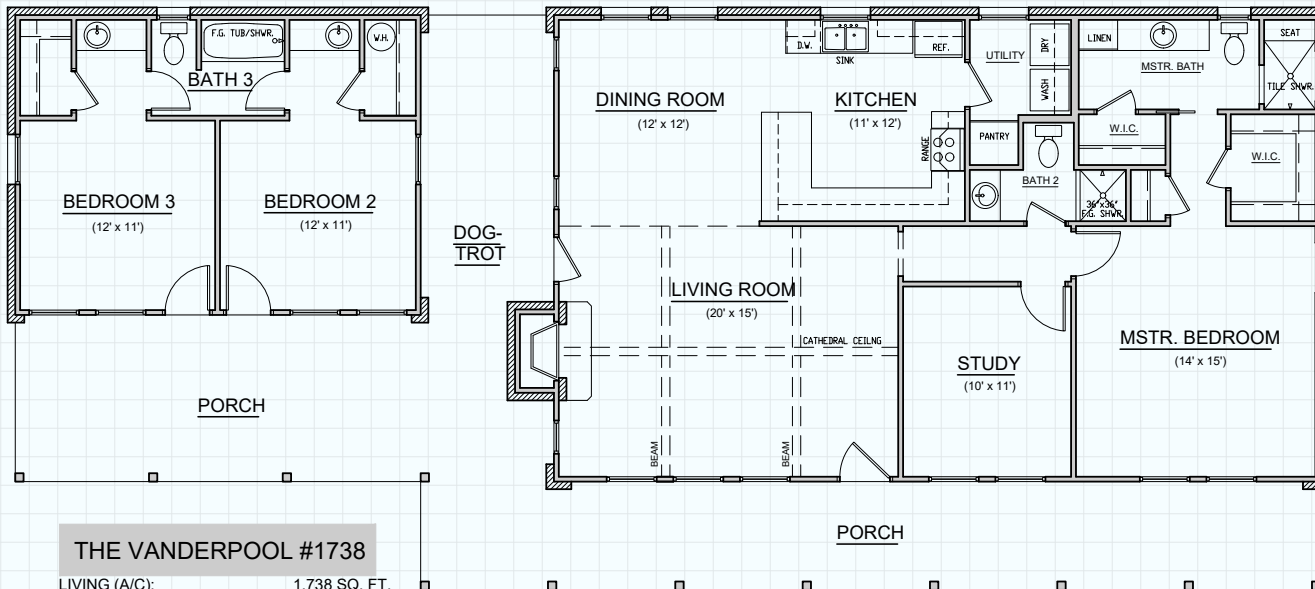 F.G. TUB/SHWR.
W.H.
BATH 3
BEDROOM 3
(12' x 11')
BEDROOM 2
(12' x 11')
DOG-
TROT
PORCH
DINING ROOM
(12' x 12')
KITCHEN
(11' x 12')
D.W.
SINK
REF.
RANGE
UTILITY
DRY
WASH
PANTRY
LINEN
MSTR. BATH
SEAT
TILE SHWR.
W.I.C.
W.I.C.
BATH 2
36"x36"
F.G. SHWR.
LIVING ROOM
(20' x 15')
CATHEDRAL CEILNG
BEAM
BEAM
STUDY
(10' x 11')
MSTR. BEDROOM
(14' x 15')
PORCH
THE VANDERPOOL #1738
LIVING (A/C): 1,738 SQ. FT.